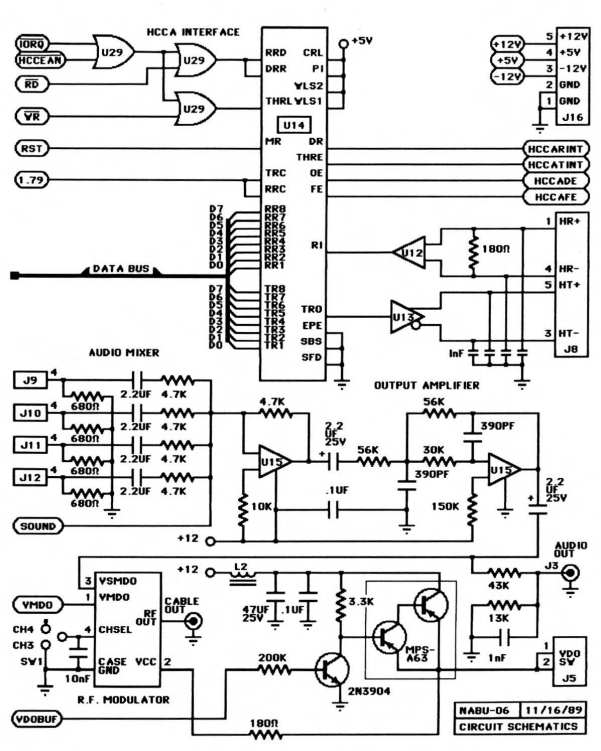 HCCA INTERFACE
IORQ
HCCEAN
RD
WR
RST
1.79
U29
U29
U29
RRD
DRR
THRL
MR
TRC
RRC
CRL
PI
WLS2
WLS1
U14
DR
THRE
OE
FE
RI
TRO
EPE
SBS
SFD
+5V
D7 RR8
D6 RR7
D5 RR6
D4 RR5
D3 RR4
D2 RR3
D1 RR2
D0 RR1
DATA BUS
D7 TR8
D6 TR7
D5 TR6
D4 TR5
D3 TR4
D2 TR3
D1 TR2
D0 TR1
+12V 5 +12V
+5V 4 +5V
-12V 3 -12V
2 GND
1 GND
J16
HCCARINT
HCCATINT
HCCADE
HCCAFE
U12
180Ω
U13
1nF
1 HR+
4 HR-
5 HT+
3 HT-
J8
AUDIO MIXER
J9 4
680Ω 2.2UF 4.7K
J10 4
680Ω 2.2UF 4.7K
J11 4
680Ω 2.2UF 4.7K
J12 4
680Ω 2.2UF 4.7K
SOUND
OUTPUT AMPLIFIER
4.7K
U15
10K
.1UF
+12
2,2
UF
25V
56K
390PF
56K
30K
390PF
150K
U15
2,2
UF
25V
AUDIO
OUT
J3
43K
13K
1nF
+12
L2
47UF
25V
.1UF
3.3K
MPS-
A63
2N3904
200K
180Ω
3 VSMDO
VMDO 1 VMDO
4 CHSEL
CASE
GND
VCC 2
RF
OUT
CABLE
OUT
CH4
CH3
SW1
10nF
R.F. MODULATOR
VDOBUF
1 VDO
2 SW
J5
NABU-06 11/16/89
CIRCUIT SCHEMATICS